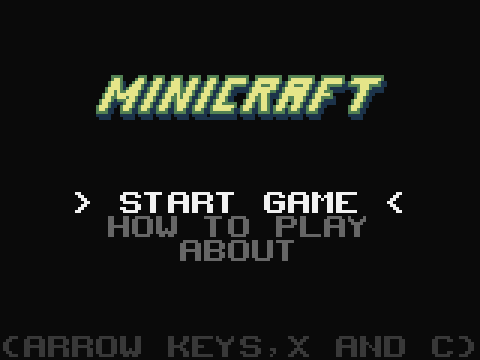 MINICRAFT
> START GAME <
HOW TO PLAY
ABOUT
(ARROW KEYS,X AND C)